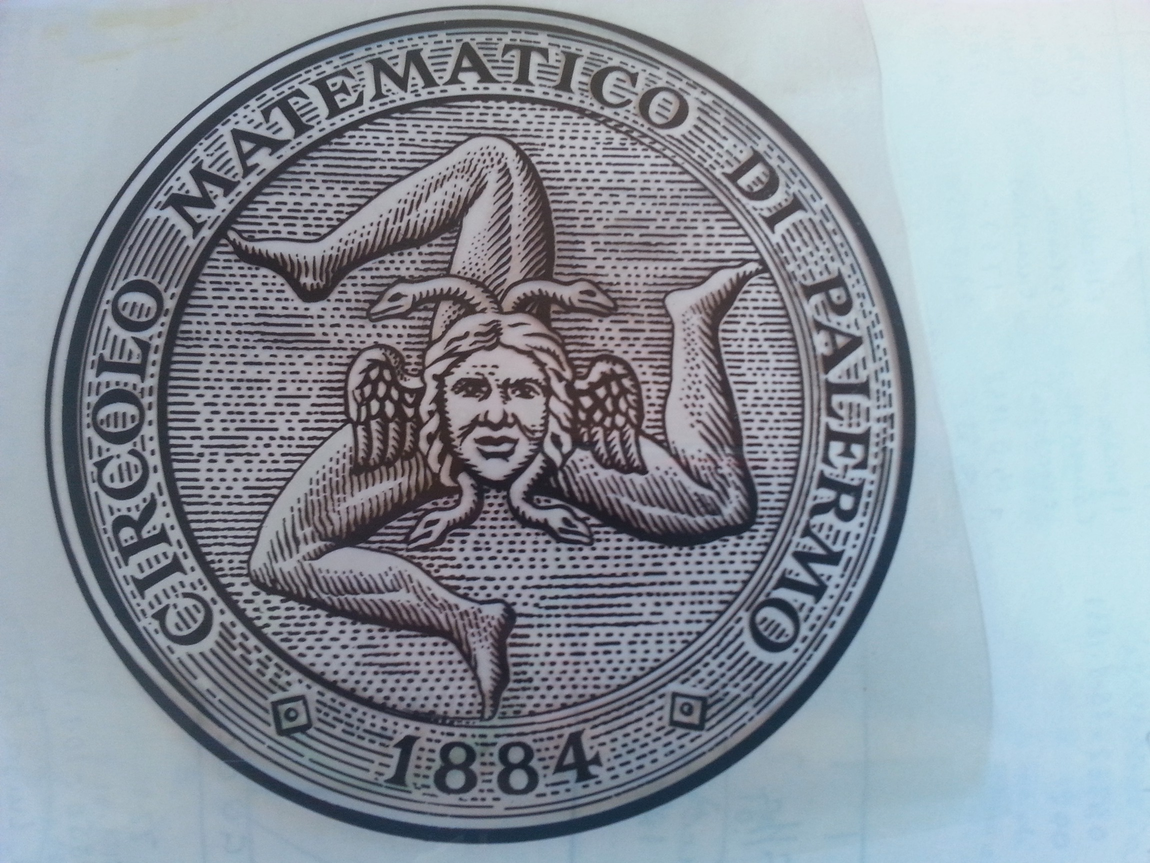 CIRCOLO MATEMATICO DI PALERMO
1884